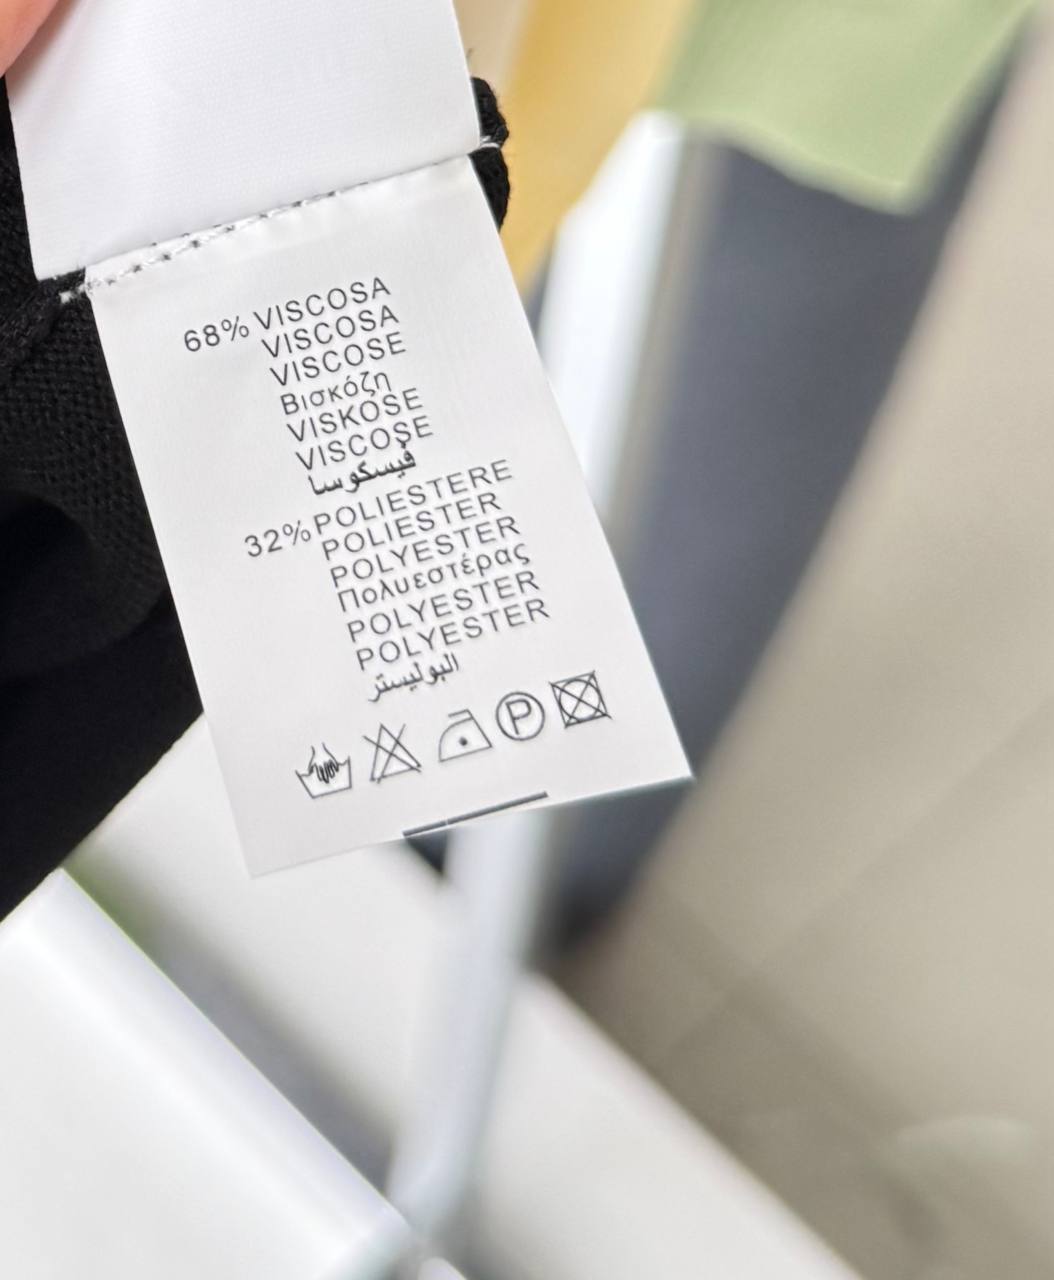 68% VISCOSA
VISCOSA
VISCOSE
Βισκόζη
VISKOSE
VISCOSE
فيسكوسا
32% POLIESTERE
POLIESTER
POLYESTER
Πολυεστέρας
POLYESTER
POLYESTER
البوليستر
P